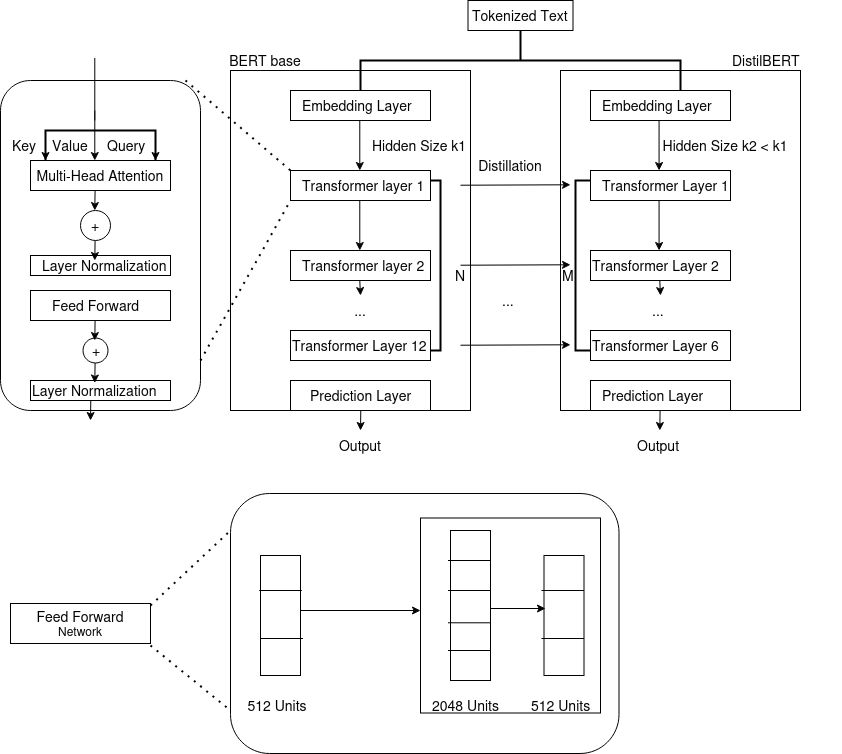 Tokenized Text
BERT base
DistilBERT
Embedding Layer
Embedding Layer
Hidden Size k1
Hidden Size k2 < k1
Key
Value
Query
Distillation
Multi-Head Attention
Transformer layer 1
Transformer Layer 1
+
Layer Normalization
Transformer layer 2
Transformer Layer 2
N
M
Feed Forward
...
...
...
+
Transformer Layer 12
Transformer Layer 6
Layer Normalization
Prediction Layer
Prediction Layer
Output
Output
Feed Forward
Network
512 Units
2048 Units
512 Units